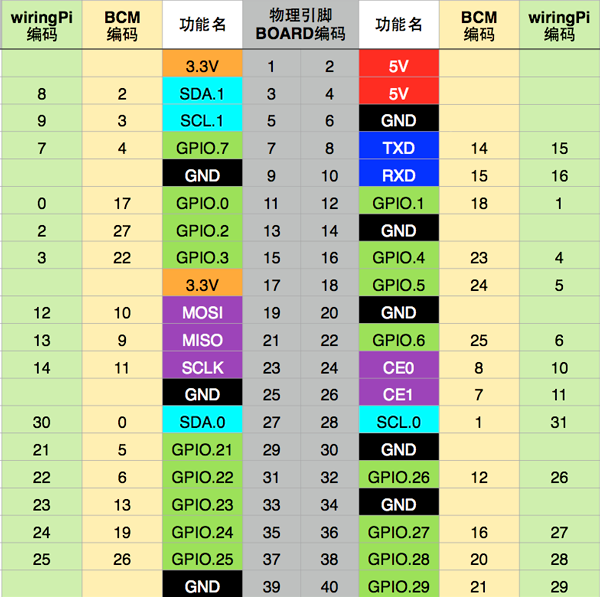 wiringPi 编码 BCM 编码 功能名 物理引脚 BOARD编码 功能名 BCM 编码 wiringPi 编码
3.3V 1 2 5V
8 2 SDA.1 3 4 5V
9 3 SCL.1 5 6 GND
7 4 GPIO.7 7 8 TXD 14 15
GND 9 10 RXD 15 16
0 17 GPIO.0 11 12 GPIO.1 18 1
2 27 GPIO.2 13 14 GND
3 22 GPIO.3 15 16 GPIO.4 23 4
3.3V 17 18 GPIO.5 24 5
12 10 MOSI 19 20 GND
13 9 MISO 21 22 GPIO.6 25 6
14 11 SCLK 23 24 CE0 8 10
GND 25 26 CE1 7 11
30 0 SDA.0 27 28 SCL.0 1 31
21 5 GPIO.21 29 30 GND
22 6 GPIO.22 31 32 GPIO.26 12 26
23 13 GPIO.23 33 34 GND
24 19 GPIO.24 35 36 GPIO.27 16 27
25 26 GPIO.25 37 38 GPIO.28 20 28
GND 39 40 GPIO.29 21 29